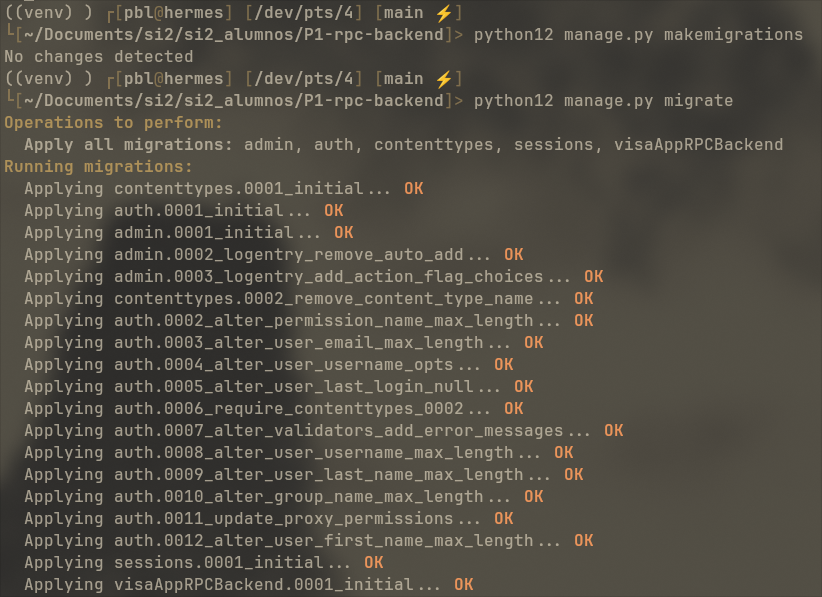 ((venv) ) ┌[pbl@hermes] [/dev/pts/4] [main ⚡]
└[~/Documents/si2/si2_alumnos/P1-rpc-backend]> python12 manage.py makemigrations
No changes detected
((venv) ) ┌[pbl@hermes] [/dev/pts/4] [main ⚡]
└[~/Documents/si2/si2_alumnos/P1-rpc-backend]> python12 manage.py migrate
Operations to perform:
  Apply all migrations: admin, auth, contenttypes, sessions, visaAppRPCBackend
Running migrations:
  Applying contenttypes.0001_initial... OK
  Applying auth.0001_initial... OK
  Applying admin.0001_initial... OK
  Applying admin.0002_logentry_remove_auto_add... OK
  Applying admin.0003_logentry_add_action_flag_choices... OK
  Applying contenttypes.0002_remove_content_type_name... OK
  Applying auth.0002_alter_permission_name_max_length... OK
  Applying auth.0003_alter_user_email_max_length... OK
  Applying auth.0004_alter_user_username_opts... OK
  Applying auth.0005_alter_user_last_login_null... OK
  Applying auth.0006_require_contenttypes_0002... OK
  Applying auth.0007_alter_validators_add_error_messages... OK
  Applying auth.0008_alter_user_username_max_length... OK
  Applying auth.0009_alter_user_last_name_max_length... OK
  Applying auth.0010_alter_group_name_max_length... OK
  Applying auth.0011_update_proxy_permissions... OK
  Applying auth.0012_alter_user_first_name_max_length... OK
  Applying sessions.0001_initial... OK
  Applying visaAppRPCBackend.0001_initial... OK